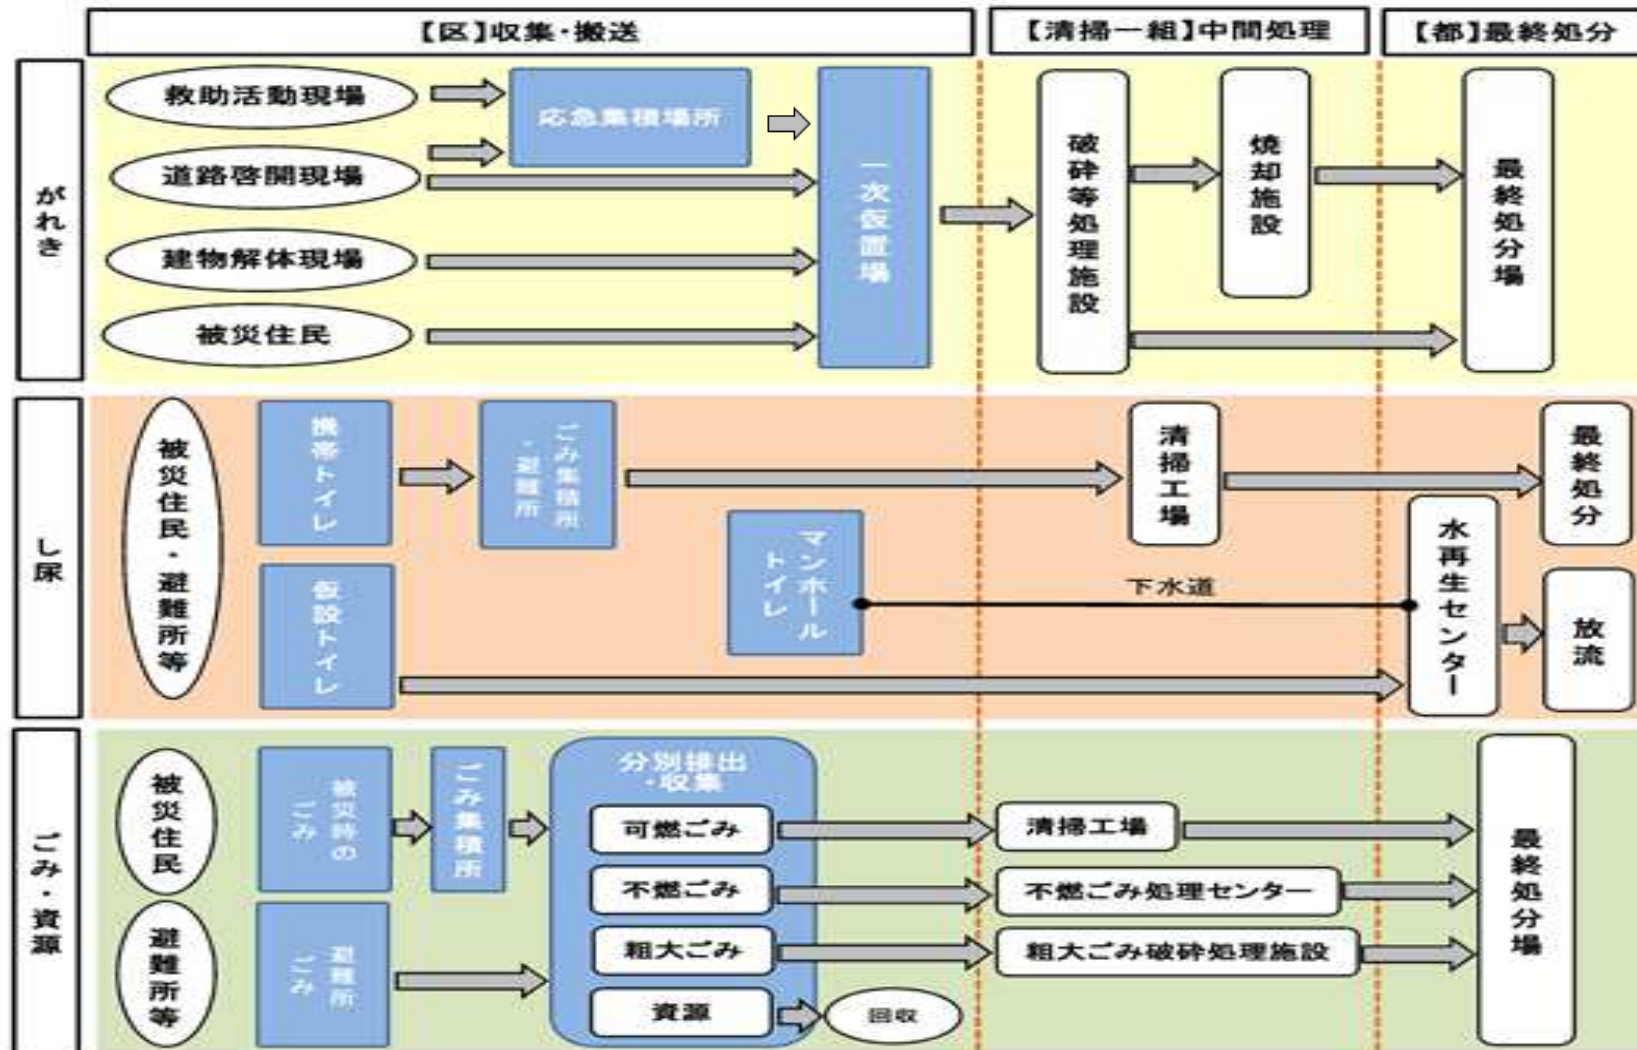 【区】収集・搬送
【清掃一組】中間処理
【都】最終処分
がれき
救助活動現場
道路啓開現場
建物解体現場
被災住民
応急集積場所
一次仮置場
破砕等処理施設
焼却施設
最終処分場
し尿
被災住民・避難所等
携帯トイレ
ごみ集積所
・避難所
仮設トイレ
マンホール
トイレ
下水道
清掃工場
最終処分
水再生センター
放流
ごみ・資源
被災住民
避難所等
被災時の
ごみ
避難所
ごみ
ごみ集積所
分別排出
・収集
可燃ごみ
不燃ごみ
粗大ごみ
資源
回収
清掃工場
不燃ごみ処理センター
粗大ごみ破砕処理施設
最終処分場